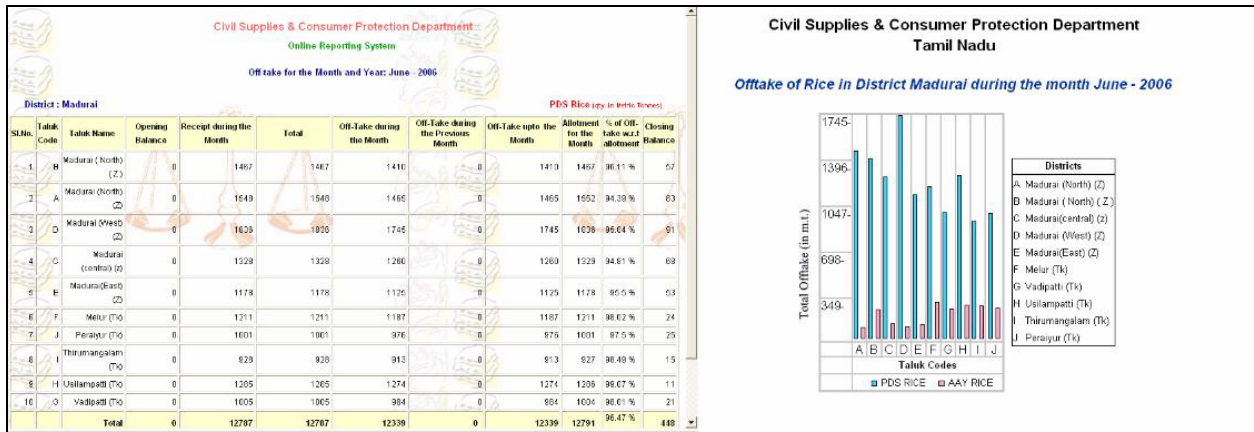 Civil Supplies & Consumer Protection Department
Online Reporting System
Off take for the Month and Year: June - 2006
District : Madurai PDS Rice (qty. in Metric Tonnes)
Sl.No. Taluk Code Taluk Name Opening Balance Receipt during the Month Total Off-Take during the Month Off-Take during the Previous Month Off-Take upto the Month Allotment for the Month % of Off-take w.r.t allotment Closing Balance
1 B Madurai ( North) ( Z ) 0 1467 1467 1410 0 1410 1467 96.11 % 57
2 A Madurai (North) (Z) 0 1548 1548 1465 0 1465 1552 94.39 % 83
3 D Madurai (West) (Z) 0 1836 1836 1745 0 1745 1836 95.04 % 91
4 C Madurai (central) (z) 0 1328 1328 1260 0 1260 1329 94.81 % 68
5 E Madurai(East) (Z) 0 1178 1178 1125 0 1125 1178 95.5 % 53
6 F Melur (Tk) 0 1211 1211 1187 0 1187 1211 98.02 % 24
7 J Peraiyur (Tk) 0 1001 1001 976 0 976 1001 97.5 % 25
8 I Thirumangalam (Tk) 0 928 928 913 0 913 927 98.49 % 15
9 H Usilampatti (Tk) 0 1285 1285 1274 0 1274 1286 99.07 % 11
10 G Vadipatti (Tk) 0 1005 1005 984 0 984 1004 98.01 % 21
Total 0 12787 12787 12339 0 12339 12791 96.47 % 448
Civil Supplies & Consumer Protection Department
Tamil Nadu
Offtake of Rice in District Madurai during the month June - 2006
Total Offtake (in m.t.)
1745-
1396-
1047-
698-
349-
A B C D E F G H I J
Taluk Codes
PDS RICE AAY RICE
Districts
A Madurai (North) (Z)
B Madurai ( North) ( Z )
C Madurai(central) (z)
D Madurai (West) (Z)
E Madurai(East) (Z)
F Melur (Tk)
G Vadipatti (Tk)
H Usilampatti (Tk)
I Thirumangalam (Tk)
J Peraiyur (Tk)